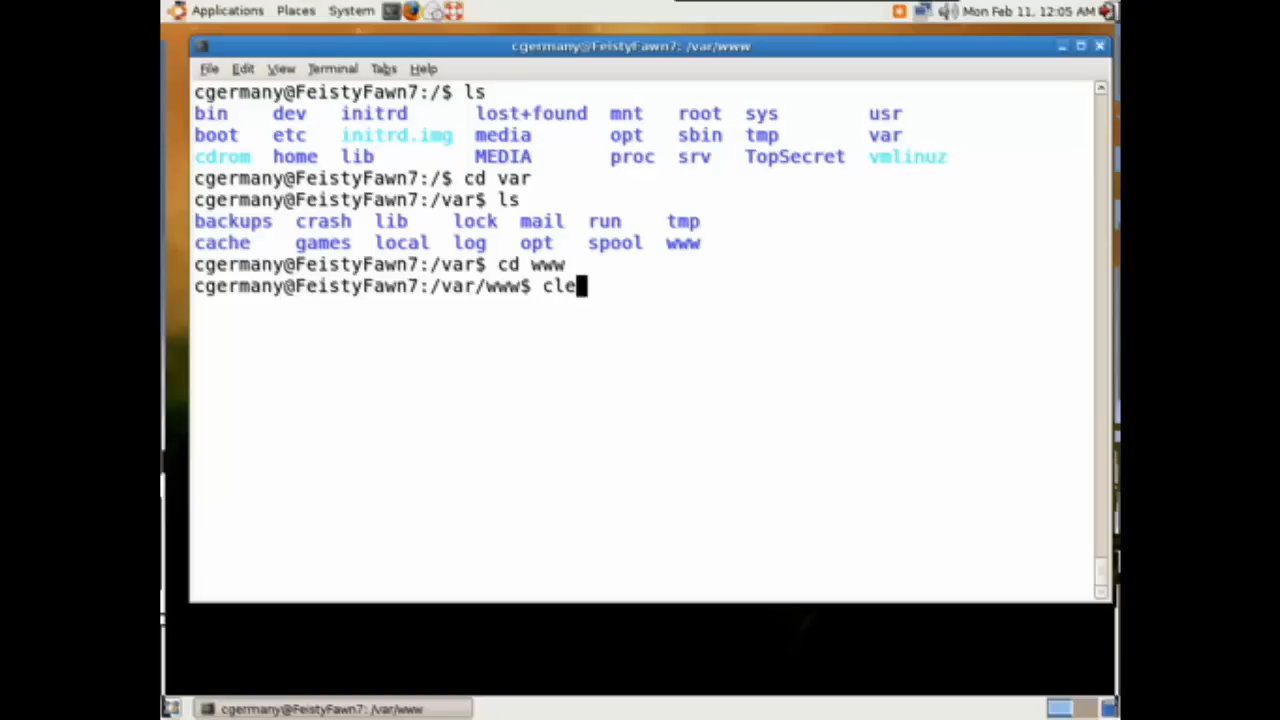 Applications Places System Mon Feb 11, 12:05 AM
cgermany@FeistyFawn7: /var/www
File Edit View Terminal Tabs Help
cgermany@FeistyFawn7:/$ ls
bin dev initrd lost+found mnt root sys usr
boot etc initrd.img media opt sbin tmp var
cdrom home lib MEDIA proc srv TopSecret vmlinuz
cgermany@FeistyFawn7:/$ cd var
cgermany@FeistyFawn7:/var$ ls
backups crash lib lock mail run tmp
cache games local log opt spool www
cgermany@FeistyFawn7:/var$ cd www
cgermany@FeistyFawn7:/var/www$ cle
cgermany@FeistyFawn7: /var/www